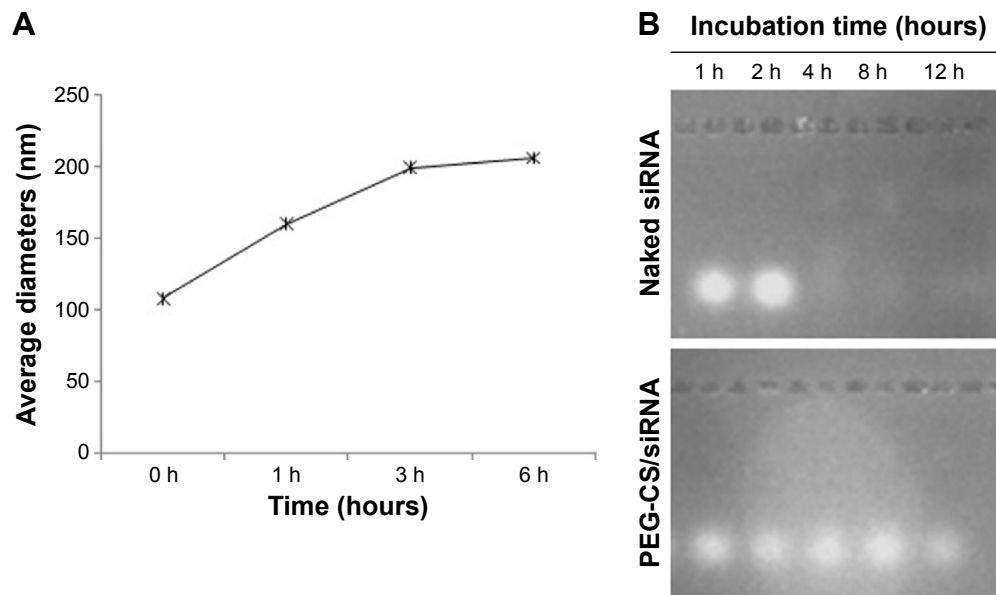 A
Average diameters (nm)
250
200
150
100
50
0
0 h 1 h 3 h 6 h
Time (hours)
B
Incubation time (hours)
1 h 2 h 4 h 8 h 12 h
Naked siRNA
PEG-CS/siRNA